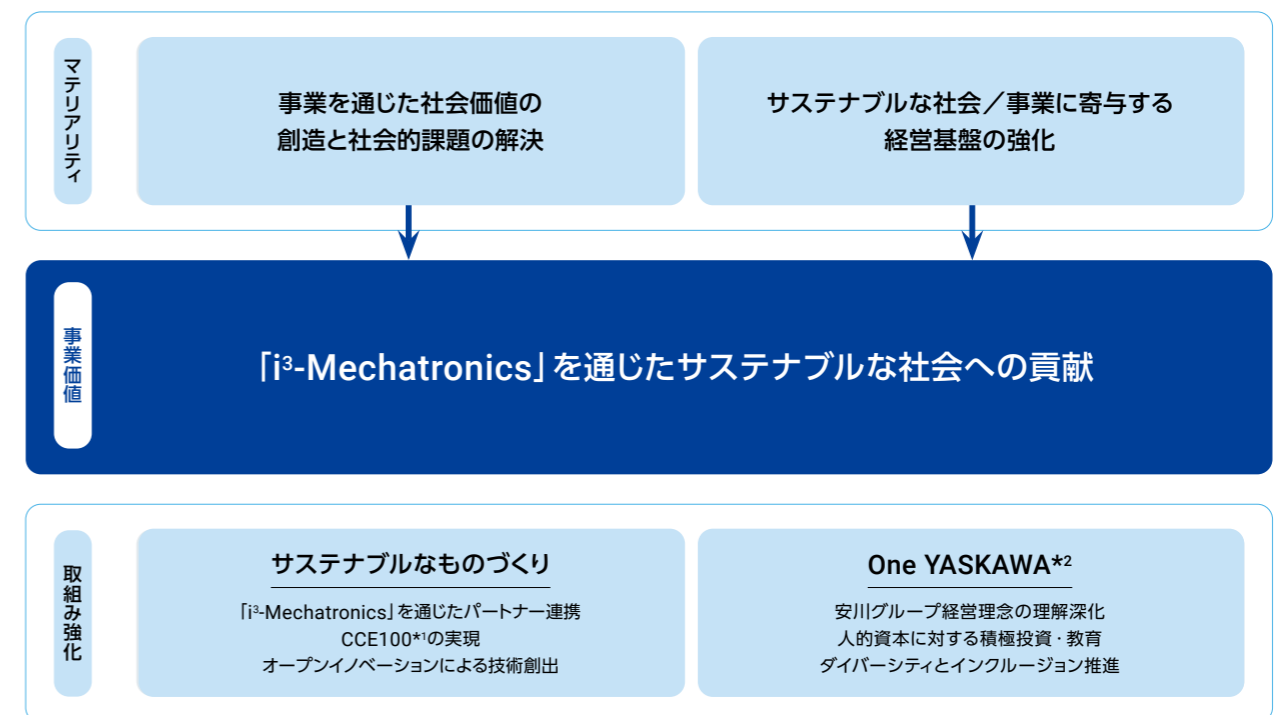 マテリアリティ
事業を通じた社会価値の
創造と社会的課題の解決
サステナブルな社会/事業に寄与する
経営基盤の強化
事業価値
「i³-Mechatronics」を通じたサステナブルな社会への貢献
取組み強化
サステナブルなものづくり
「i³-Mechatronics」を通じたパートナー連携
CCE100*¹の実現
オープンイノベーションによる技術創出
One YASKAWA*²
安川グループ経営理念の理解深化
人的資本に対する積極投資・教育
ダイバーシティとインクルージョン推進